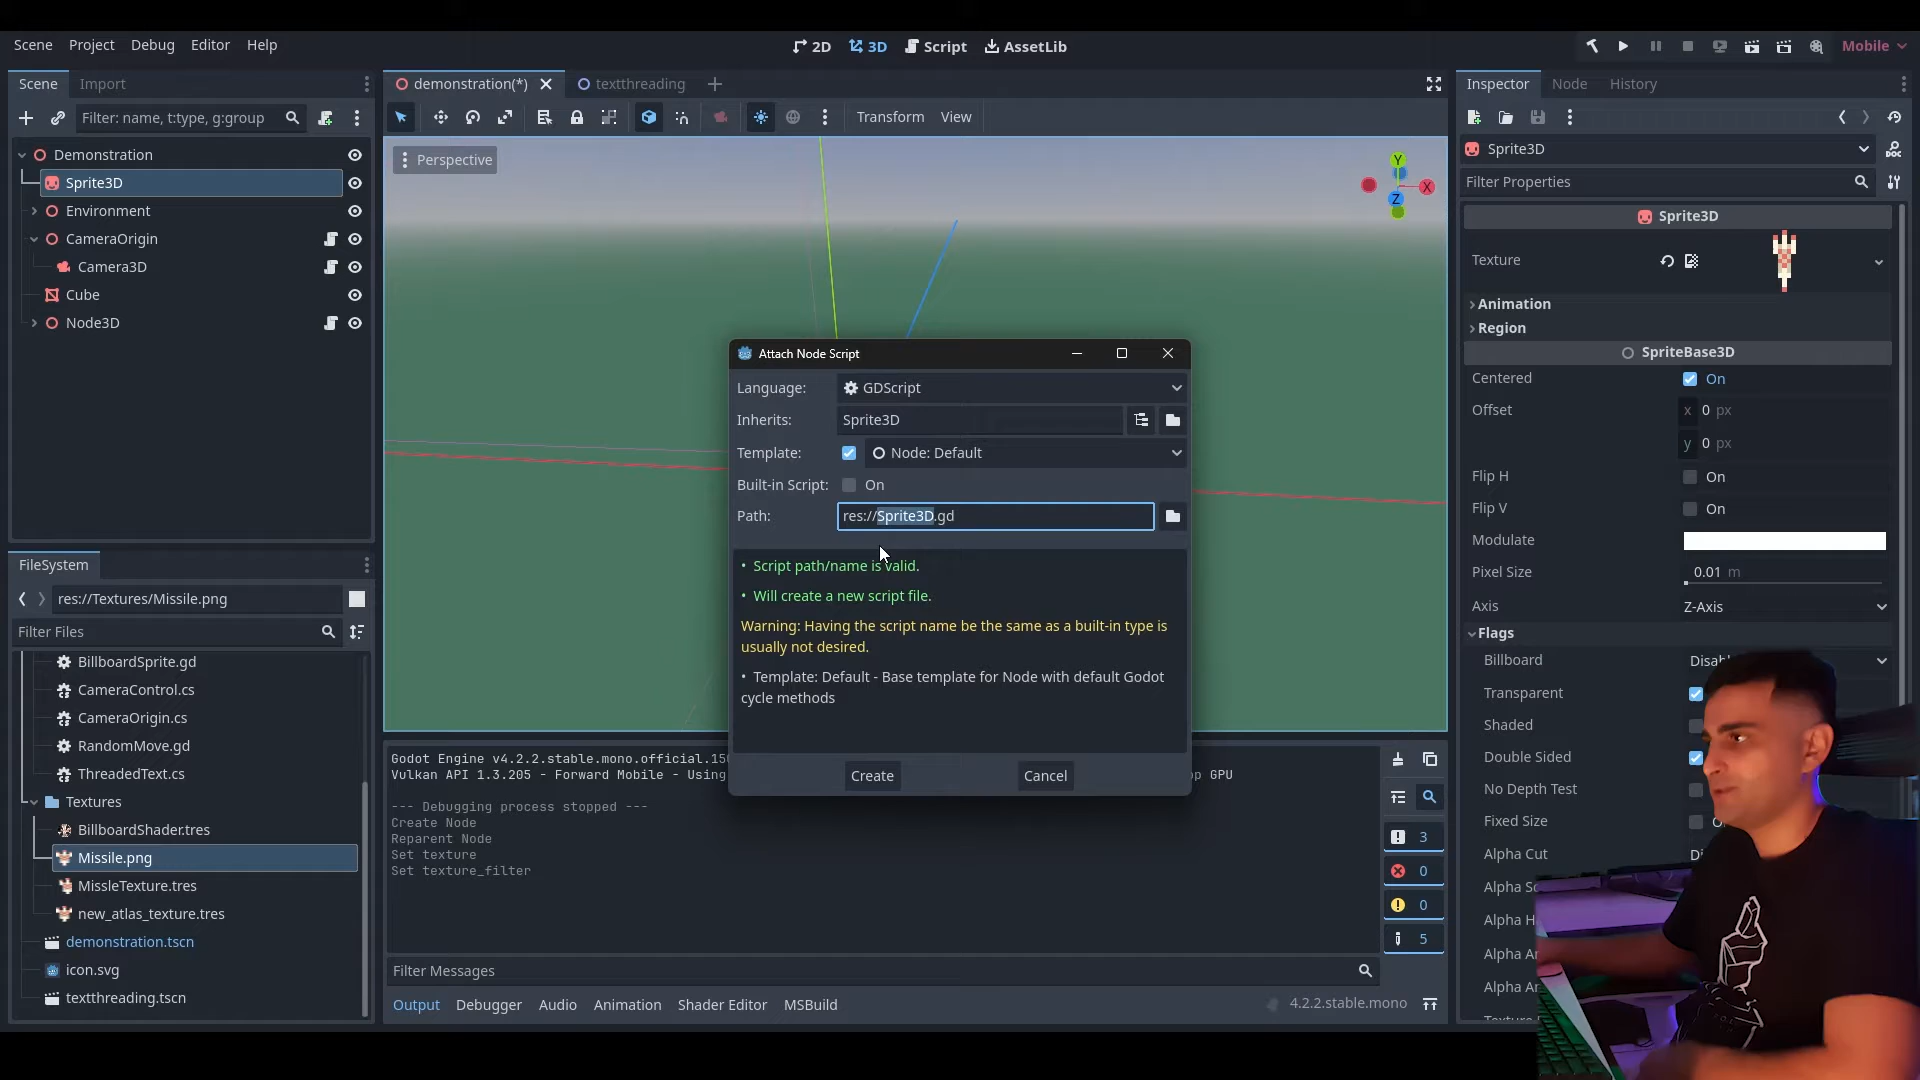 Scene Project Debug Editor Help
2D 3D Script AssetLib
Mobile
Scene Import
Filter: name, t:type, g:group
Demonstration
Sprite3D
Environment
CameraOrigin
Camera3D
Cube
Node3D
FileSystem
res://Textures/Missile.png
Filter Files
BillboardSprite.gd
CameraControl.cs
CameraOrigin.cs
RandomMove.gd
ThreadedText.cs
Textures
BillboardShader.tres
Missile.png
MissleTexture.tres
new_atlas_texture.tres
demonstration.tscn
icon.svg
textthreading.tscn
demonstration(*) textthreading
Transform View
Perspective
Y
X
Z
Attach Node Script
Language: GDScript
Inherits: Sprite3D
Template: Node: Default
Built-in Script: On
Path: res://Sprite3D.gd
• Script path/name is valid.
• Will create a new script file.
Warning: Having the script name be the same as a built-in type is
usually not desired.
• Template: Default - Base template for Node with default Godot
cycle methods
Create Cancel
Godot Engine v4.2.2.stable.mono.official.15
Vulkan API 1.3.205 - Forward Mobile - Using GPU
--- Debugging process stopped ---
Create Node
Reparent Node
Set texture
Set texture_filter
3
0
0
5
Filter Messages
Output Debugger Audio Animation Shader Editor MSBuild
4.2.2.stable.mono
Inspector Node History
Sprite3D
DOC
Filter Properties
Sprite3D
Texture
Animation
Region
SpriteBase3D
Centered On
Offset x 0 px
y 0 px
Flip H On
Flip V On
Modulate
Pixel Size 0.01 m
Axis Z-Axis
Flags
Billboard
Transparent
Shaded
Double Sided
No Depth Test
Fixed Size
Alpha Cut
Alpha
Alpha
Alpha
Alpha